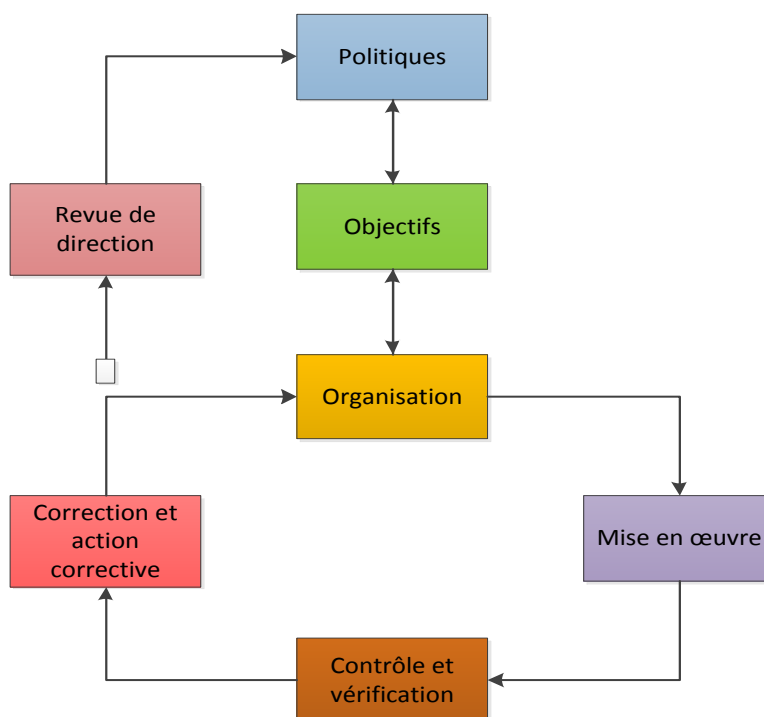 Politiques
Revue de
direction
Objectifs
Organisation
Correction et
action
corrective
Mise en œuvre
Contrôle et
vérification